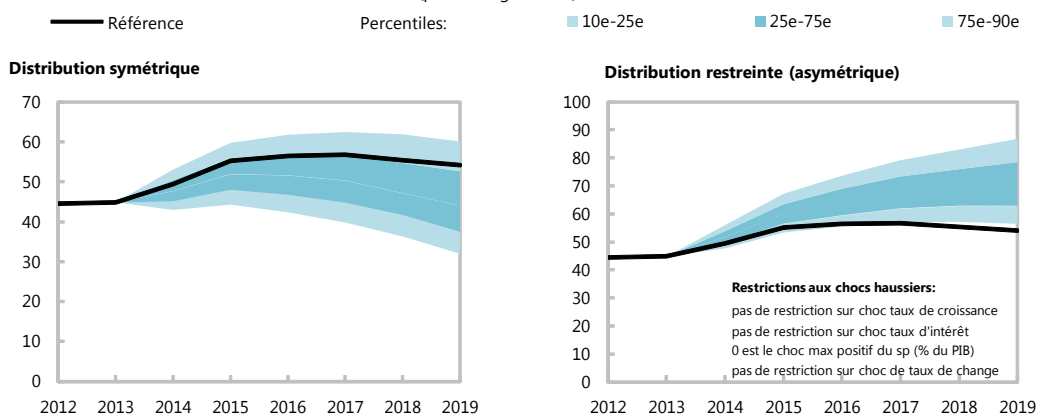 Référence Percentiles: 10e-25e 25e-75e 75e-90e
Distribution symétrique
70
60
50
40
30
20
10
0
2012 2013 2014 2015 2016 2017 2018 2019
Distribution restreinte (asymétrique)
100
90
80
70
60
50
40
30
20
10
0
Restrictions aux chocs haussiers:
pas de restriction sur choc taux de croissance
pas de restriction sur choc taux d'intérêt
0 est le choc max positif du sp (% du PIB)
pas de restriction sur choc de taux de change
2012 2013 2014 2015 2016 2017 2018 2019